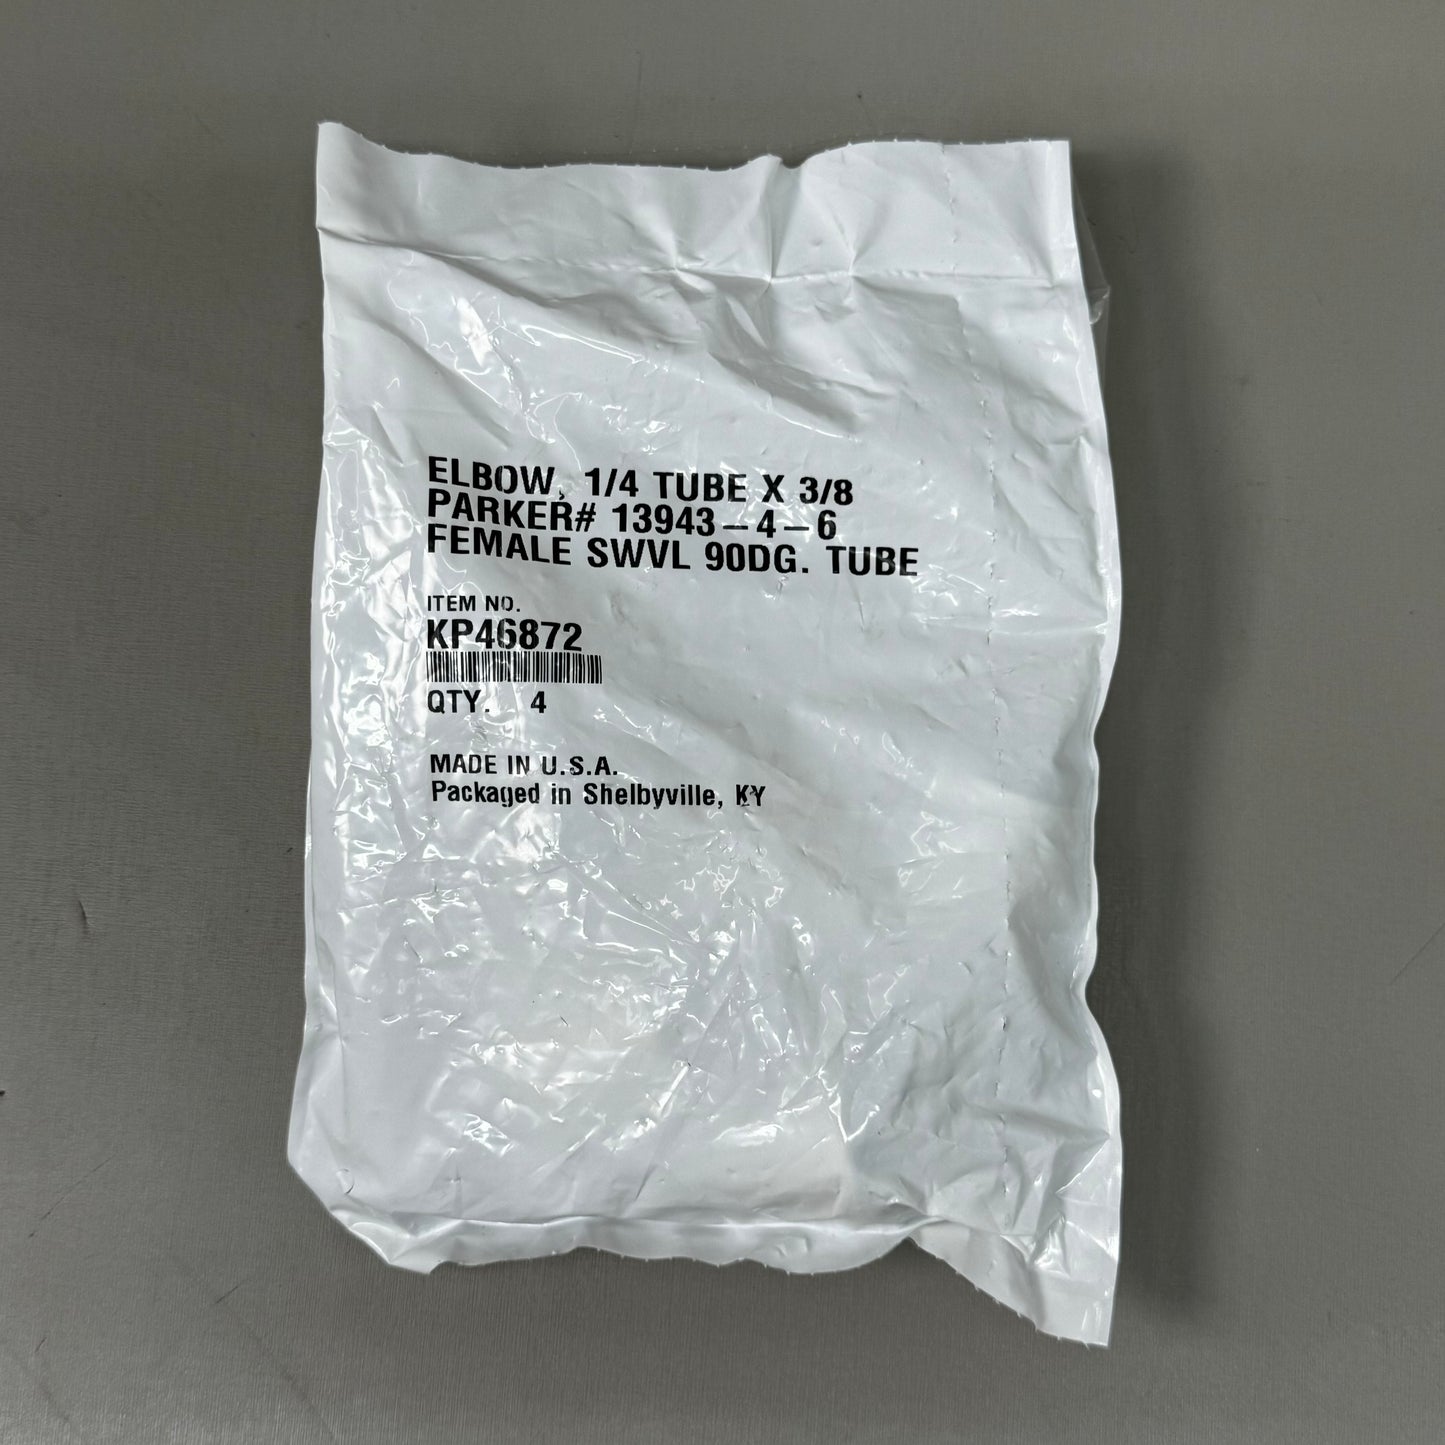 ELBOW, 1/4 TUBE X 3/8
PARKER# 13943-4-6
FEMALE SWVL 90DG. TUBE
ITEM NO.
KP46872
QTY. 4
MADE IN U.S.A.
Packaged in Shelbyville, KY